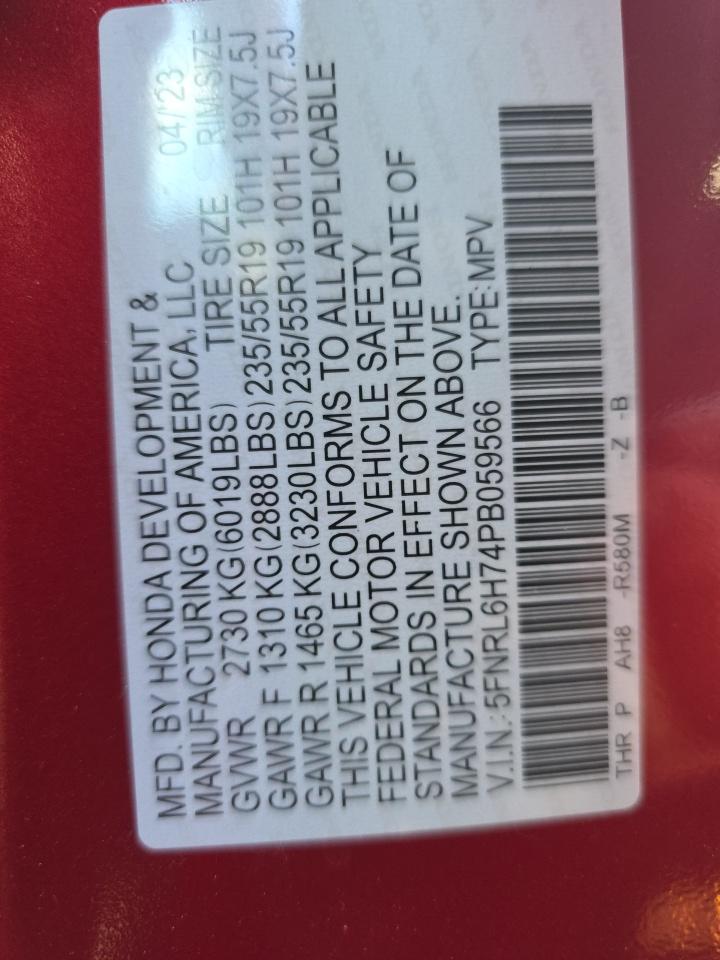 MFD. BY HONDA DEVELOPMENT &
MANUFACTURING OF AMERICA, LLC 04/'23
GVWR 2730 KG(6019LBS) TIRE SIZE RIM SIZE
GAWR F 1310 KG(2888LBS)235/55R19 101H 19X7.5J
GAWR R 1465 KG(3230LBS)235/55R19 101H 19X7.5J
THIS VEHICLE CONFORMS TO ALL APPLICABLE
FEDERAL MOTOR VEHICLE SAFETY
STANDARDS IN EFFECT ON THE DATE OF
MANUFACTURE SHOWN ABOVE.
V.I.N.:5FNRL6H74PB059566 TYPE:MPV
THR P AH8 -R580M -Z -B